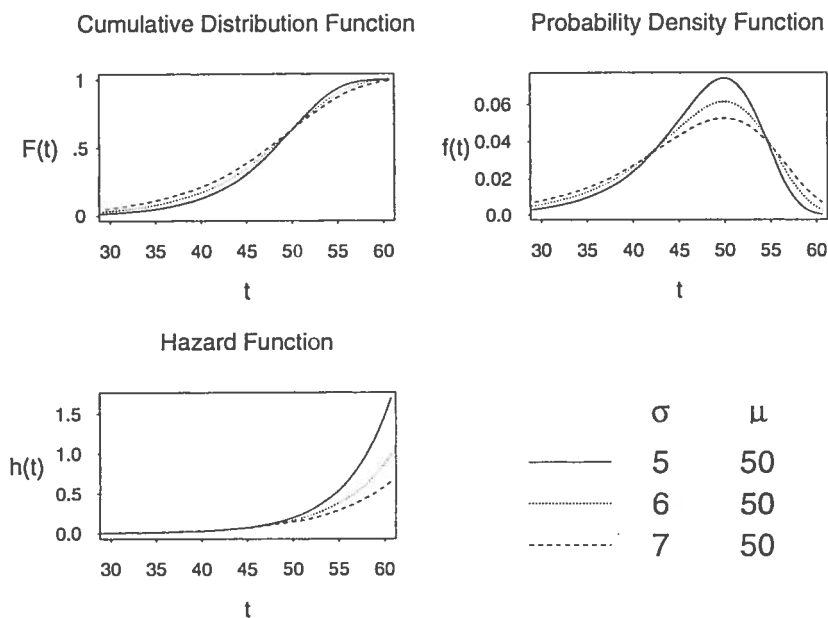 Cumulative Distribution Function
1
F(t)
.5
0
30 35 40 45 50 55 60
t
Probability Density Function
0.06
f(t)
0.04
0.02
0.0
30 35 40 45 50 55 60
t
Hazard Function
1.5
1.0
h(t)
0.5
0.0
30 35 40 45 50 55 60
t
σ μ
5 50
6 50
7 50